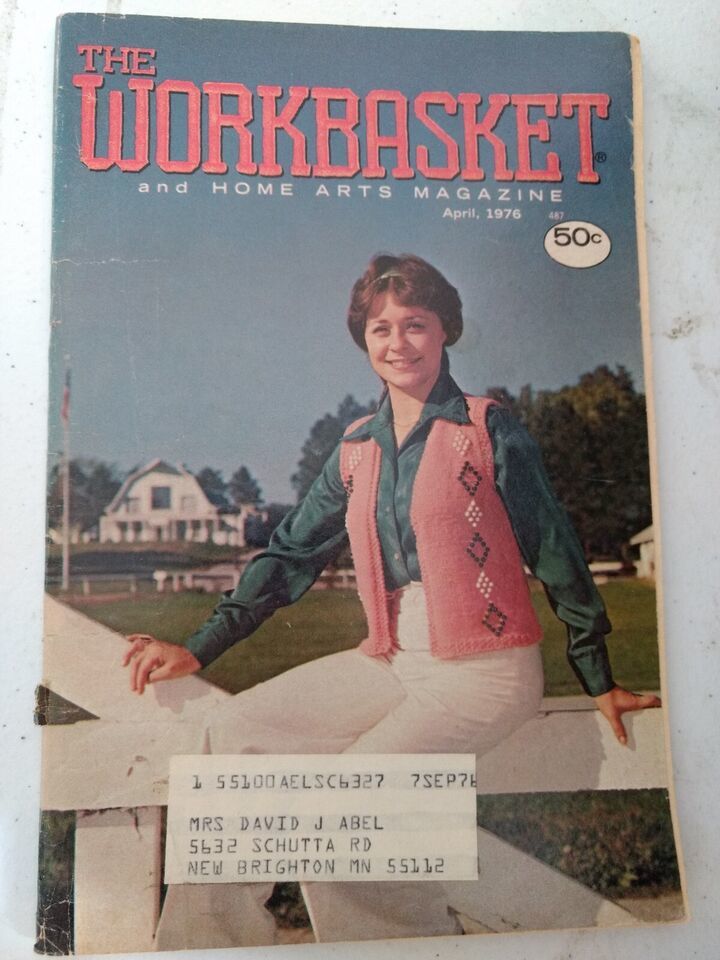 THE
WORKBASKET®
and HOME ARTS MAGAZINE
April, 1976 487
50c
1 55100AELSC6327 7SEP76
MRS DAVID J ABEL
5632 SCHUTTA RD
NEW BRIGHTON MN 55112